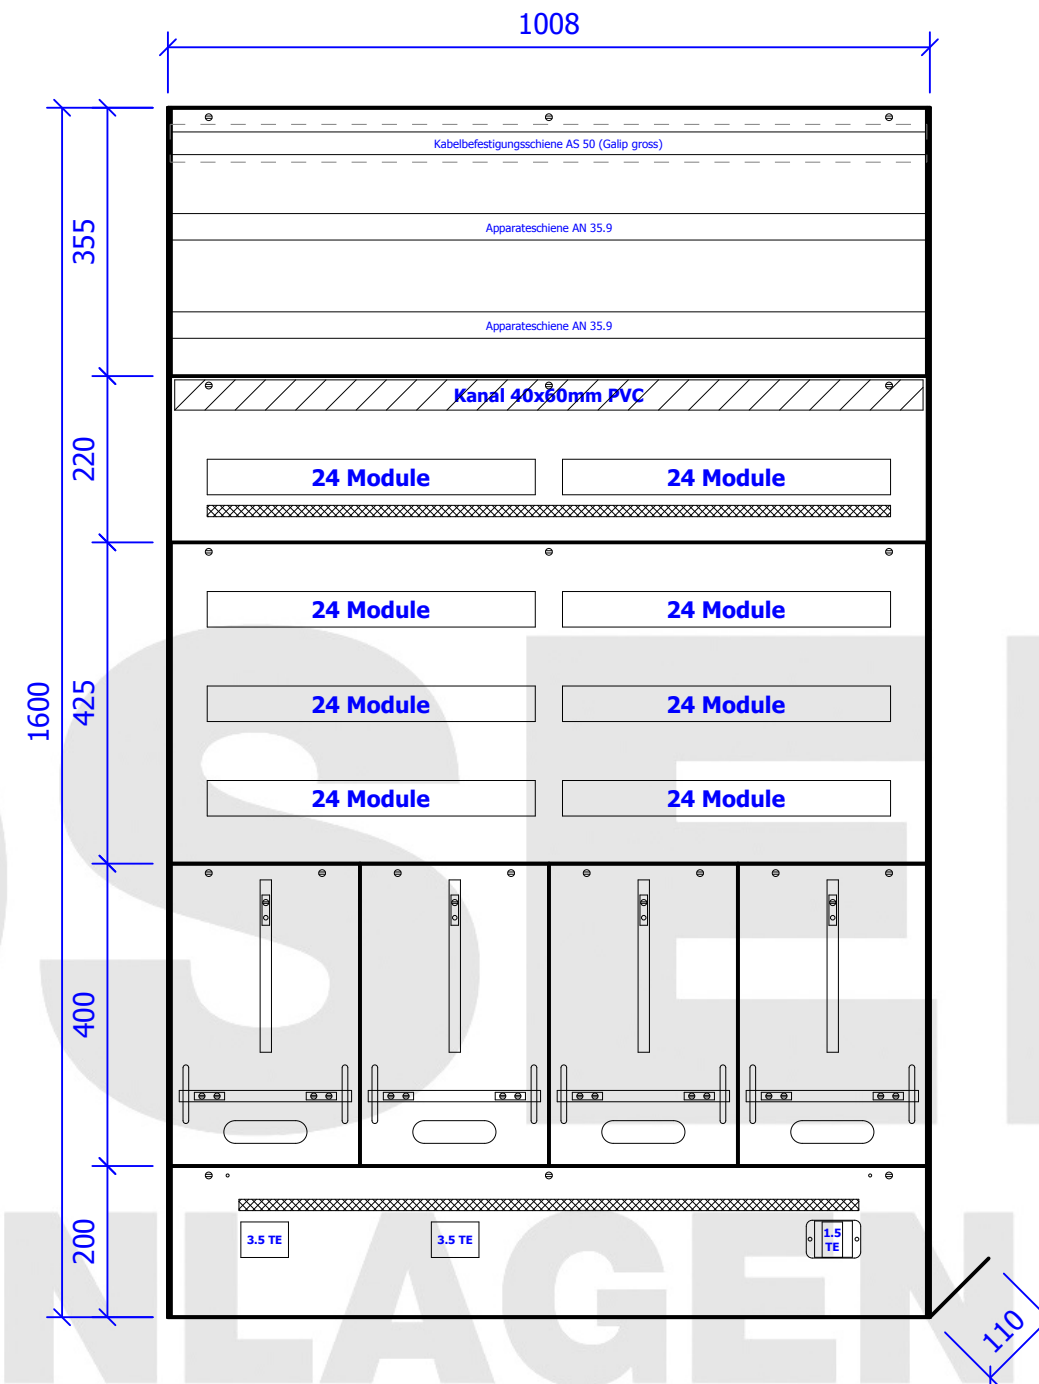 1008
Kabelbefestigungsschiene AS 50 (Galip gross)
355
Apparateschiene AN 35.9
Apparateschiene AN 35.9
Kanal 40x60mm PVC
220
24 Module 24 Module
24 Module 24 Module
1600
425
24 Module 24 Module
24 Module 24 Module
400
200
3.5 TE 3.5 TE 1.5
TE
110
OSER
NLAGEN